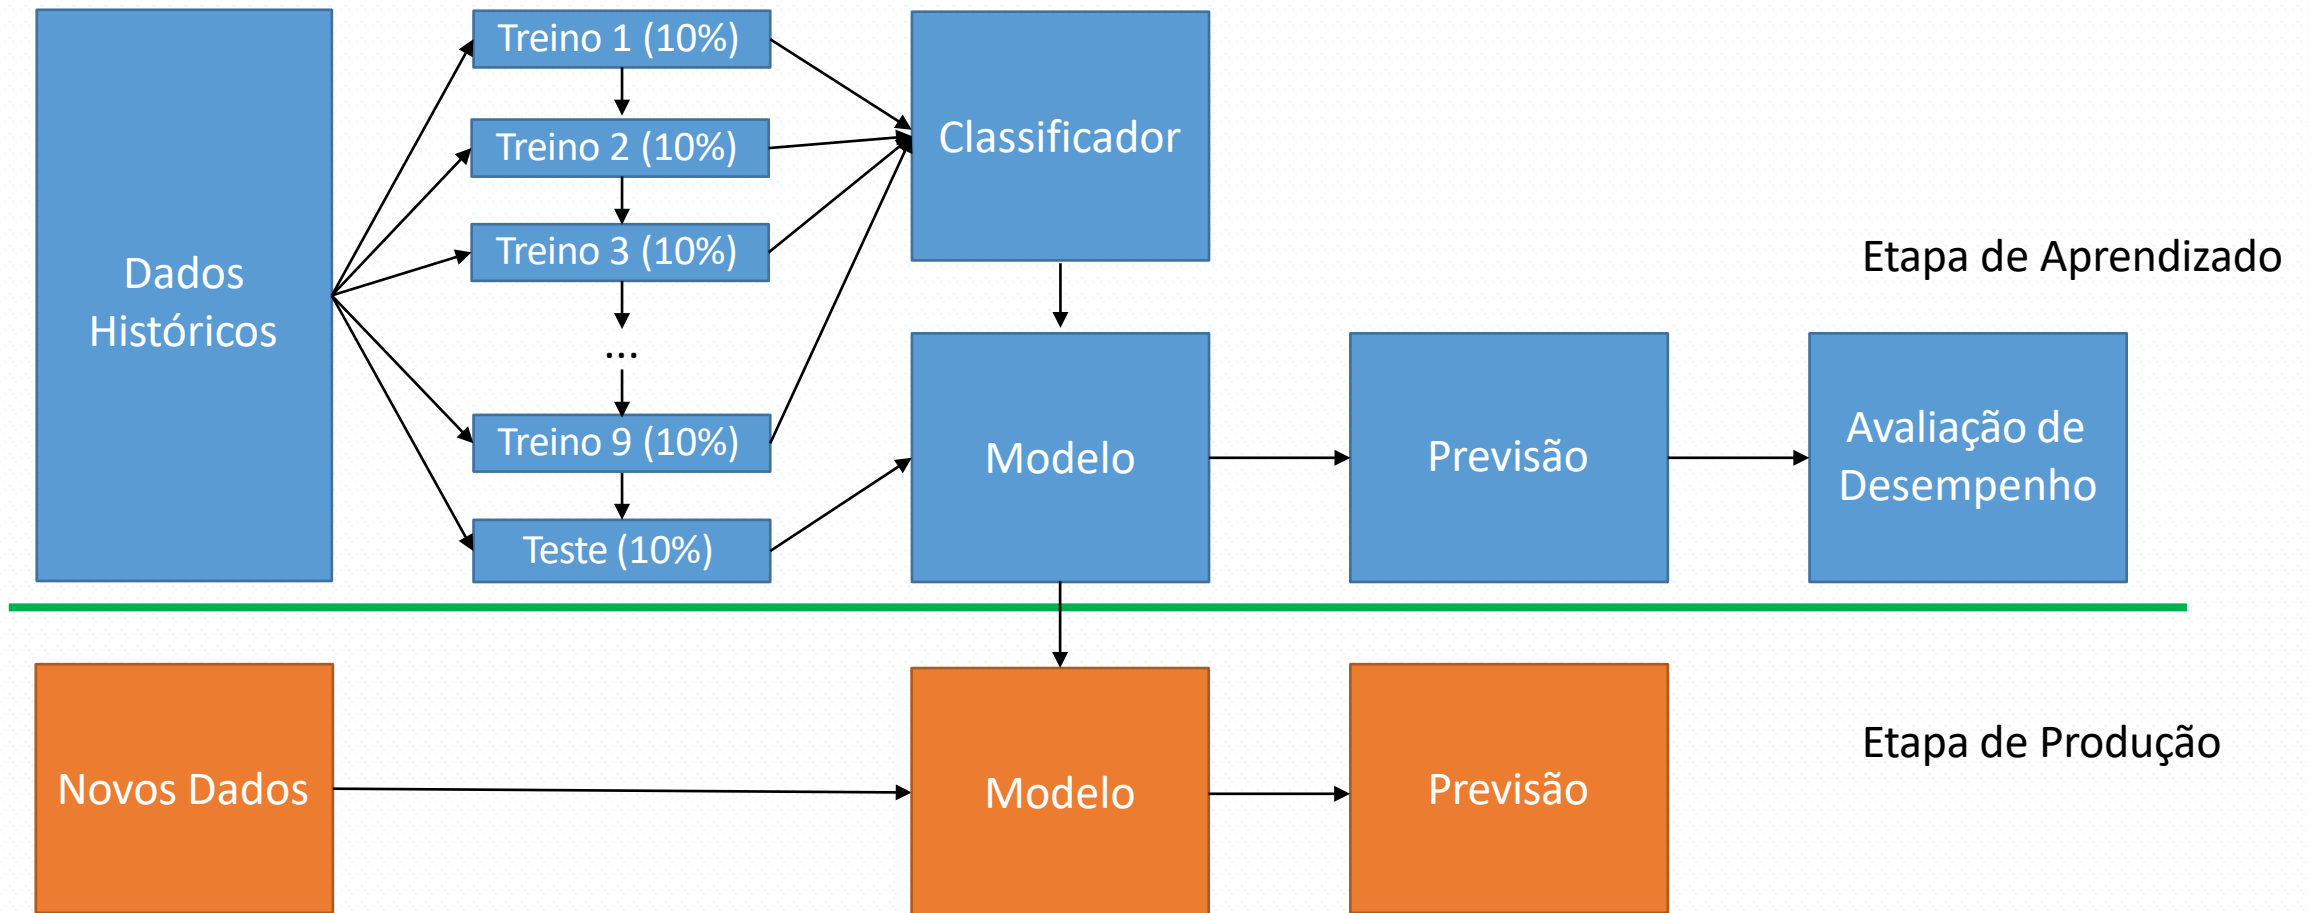 Dados
Históricos
Treino 1 (10%)
Treino 2 (10%)
Treino 3 (10%)
...
Treino 9 (10%)
Teste (10%)
Classificador
Modelo
Previsão
Avaliação de
Desempenho
Etapa de Aprendizado
Novos Dados
Modelo
Previsão
Etapa de Produção